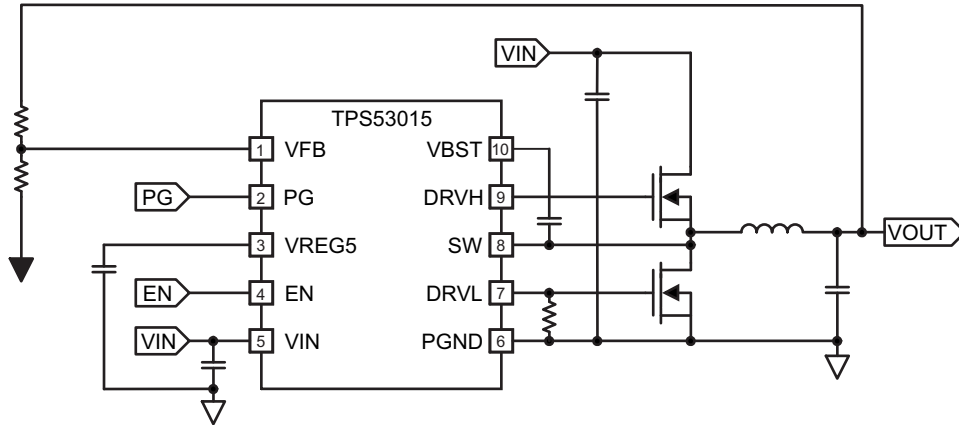 VIN
TPS53015
1 VFB
VBST 10
PG 2 PG
DRVH 9
3 VREG5
SW 8
VOUT
EN 4 EN
DRVL 7
VIN 5 VIN
PGND 6